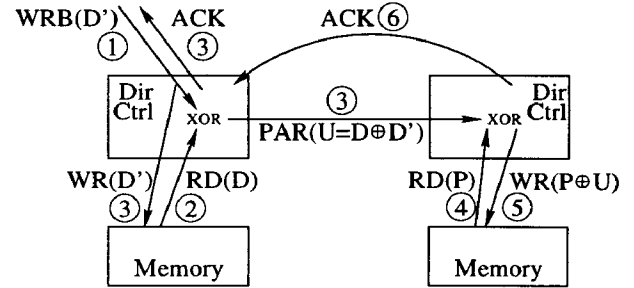 WRB(D') ACK ACK ⑥
① ③
Dir Ctrl XOR
③
PAR(U=D⊕D')
XOR Dir Ctrl
WR(D') RD(D)
③ ②
RD(P) WR(P⊕U)
④ ⑤
Memory
Memory